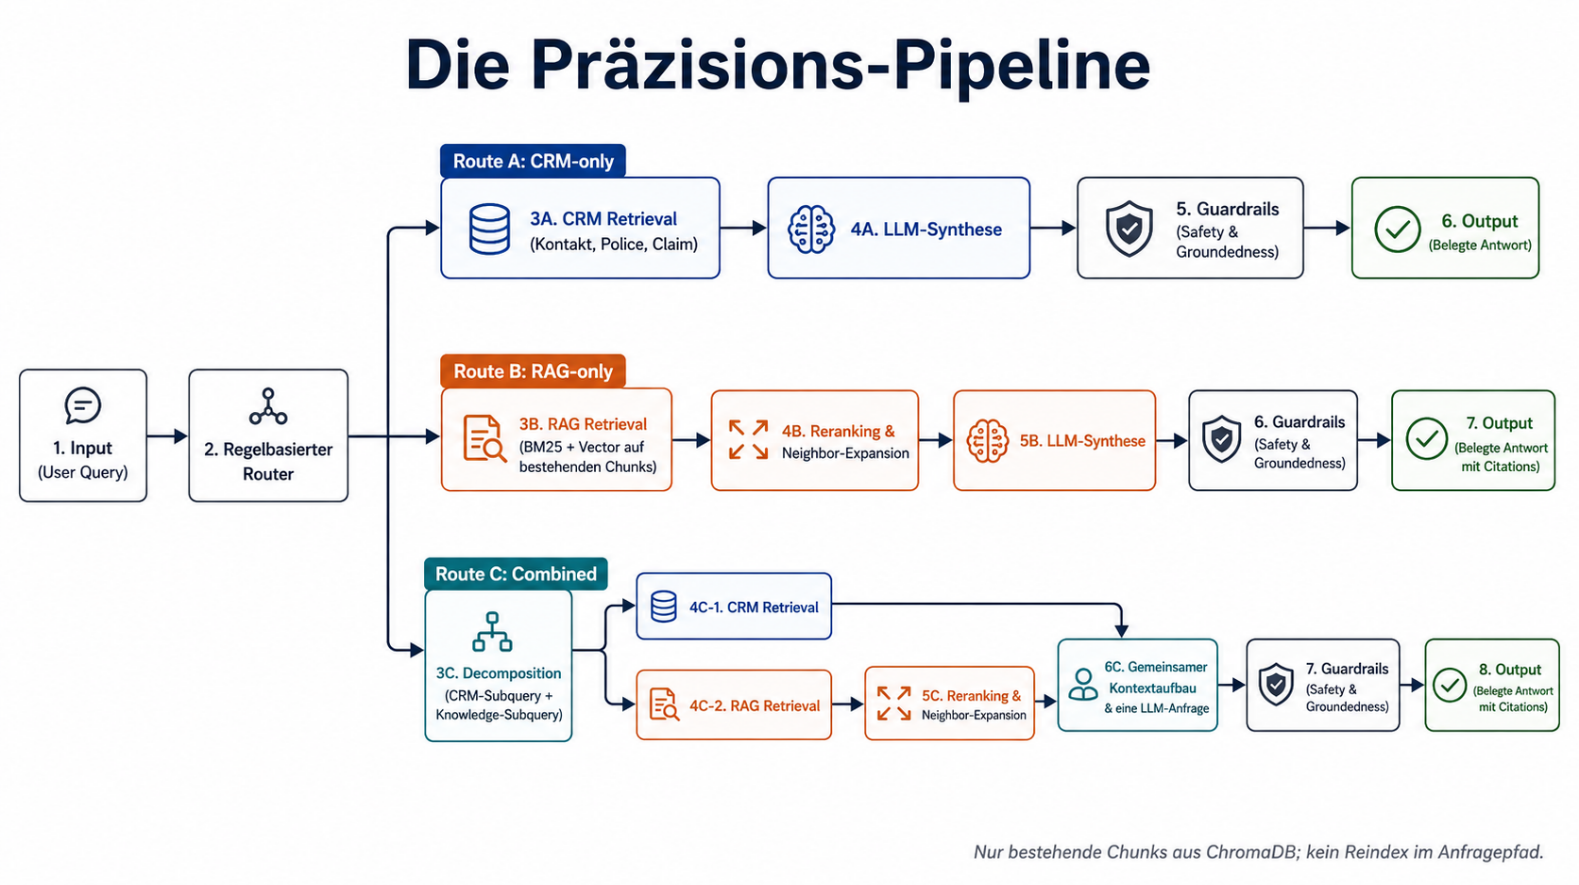 Die Präzisions-Pipeline
Route A: CRM-only
3A. CRM Retrieval
(Kontakt, Police, Claim)
4A. LLM-Synthese
5. Guardrails
(Safety &
Groundedness)
6. Output
(Belegte Antwort)
1. Input
(User Query)
2. Regelbasierter
Router
Route B: RAG-only
3B. RAG Retrieval
(BM25 + Vector auf
bestehenden Chunks)
4B. Reranking &
Neighbor-Expansion
5B. LLM-Synthese
6. Guardrails
(Safety &
Groundedness)
7. Output
(Belegte Antwort
mit Citations)
Route C: Combined
3C. Decomposition
(CRM-Subquery +
Knowledge-Subquery)
4C-1. CRM Retrieval
4C-2. RAG Retrieval
5C. Reranking &
Neighbor-Expansion
6C. Gemeinsamer
Kontextaufbau
& eine LLM-Anfrage
7. Guardrails
(Safety &
Groundedness)
8. Output
(Belegte Antwort
mit Citations)
Nur bestehende Chunks aus ChromaDB; kein Reindex im Anfragepfad.